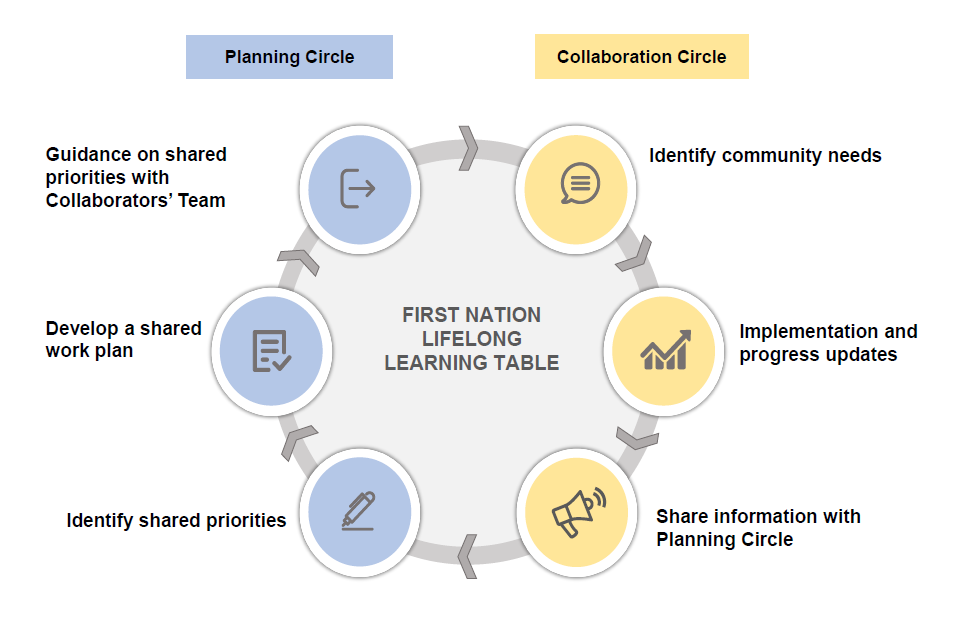 Planning Circle
Collaboration Circle
Guidance on shared
priorities with
Collaborators’ Team
Identify community needs
FIRST NATION
LIFELONG
LEARNING TABLE
Develop a shared
work plan
Implementation and
progress updates
Identify shared priorities
Share information with
Planning Circle